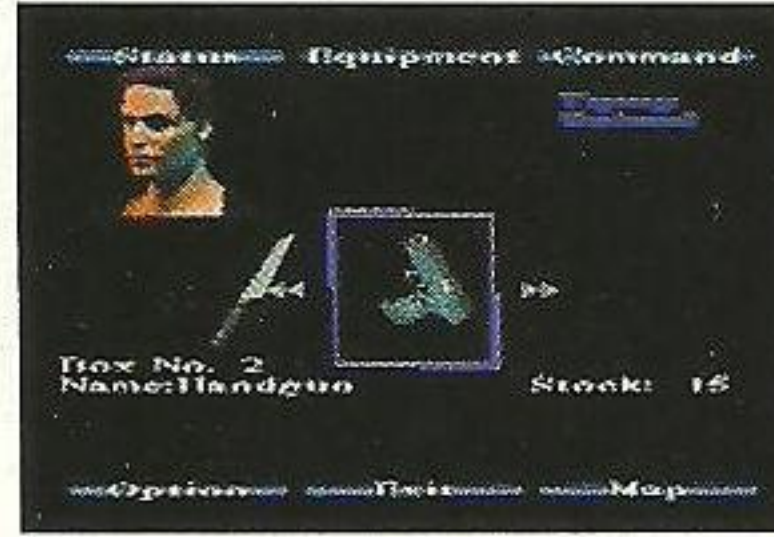 Status Equipment Command
Box No. 2
Name:Handgun
Stock: 15
Option Exit Map